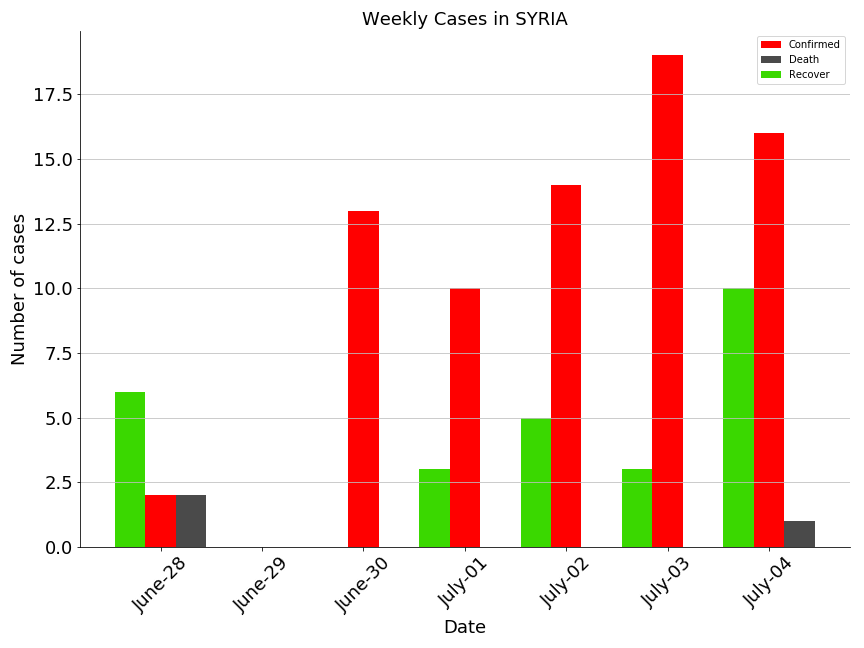 Weekly Cases in SYRIA
Confirmed
Death
Recover
Number of cases
17.5
15.0
12.5
10.0
7.5
5.0
2.5
0.0
June-28
June-29
June-30
July-01
July-02
July-03
July-04
Date